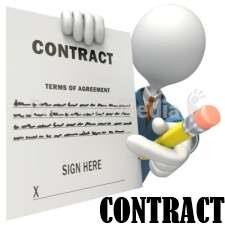 CONTRACT
TERMS OF AGREEMENT
SIGN HERE
X
CONTRACT